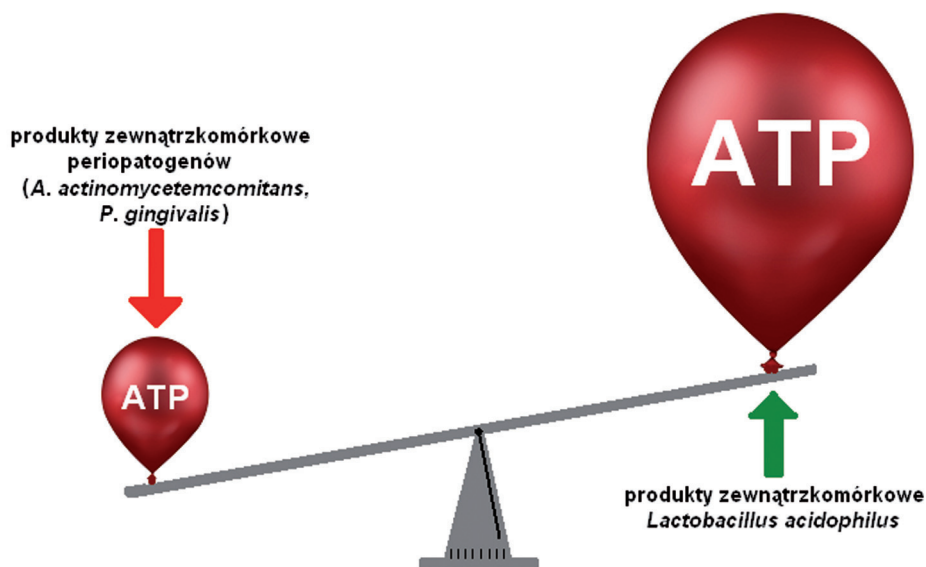 produkty zewnątrzkomórkowe
periopatogenów
(A. actinomycetemcomitans,
P. gingivalis)
ATP
ATP
produkty zewnątrzkomórkowe
Lactobacillus acidophilus